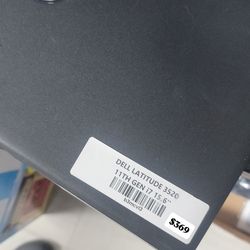 DELL LATITUDE 3520
11TH GEN i7 15.6"
$369